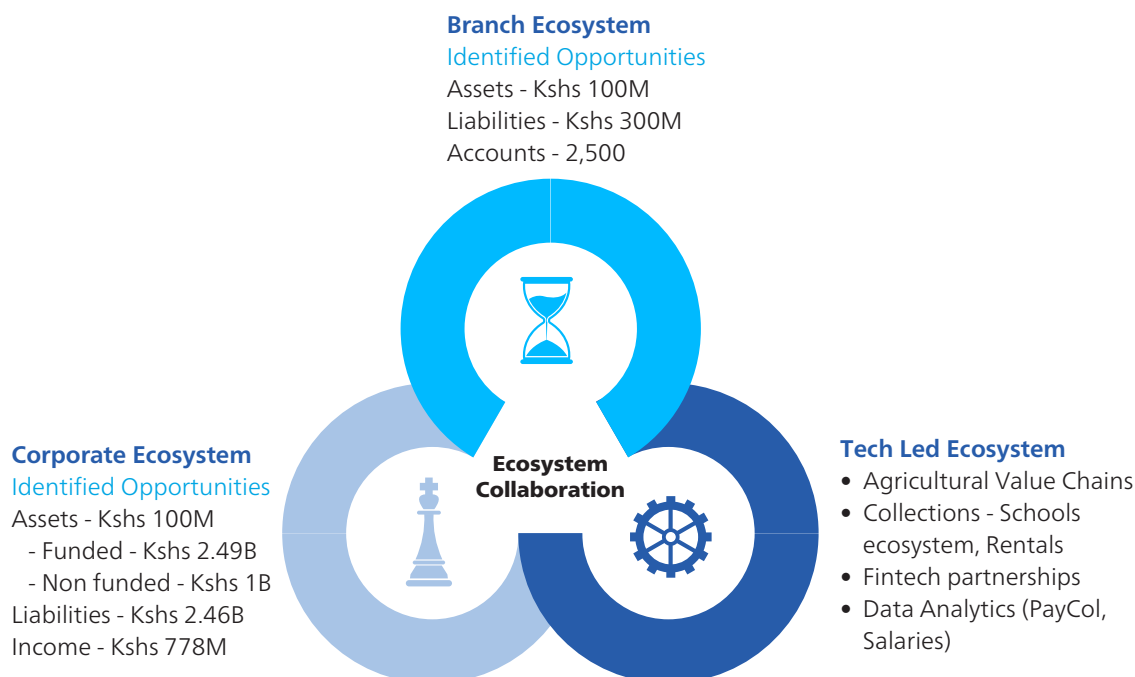 Branch Ecosystem
Identified Opportunities
Assets - Kshs 100M
Liabilities - Kshs 300M
Accounts - 2,500
Ecosystem
Collaboration
Corporate Ecosystem
Identified Opportunities
Assets - Kshs 100M
- Funded - Kshs 2.49B
- Non funded - Kshs 1B
Liabilities - Kshs 2.46B
Income - Kshs 778M
Tech Led Ecosystem
• Agricultural Value Chains
• Collections - Schools
ecosystem, Rentals
• Fintech partnerships
• Data Analytics (PayCol,
Salaries)